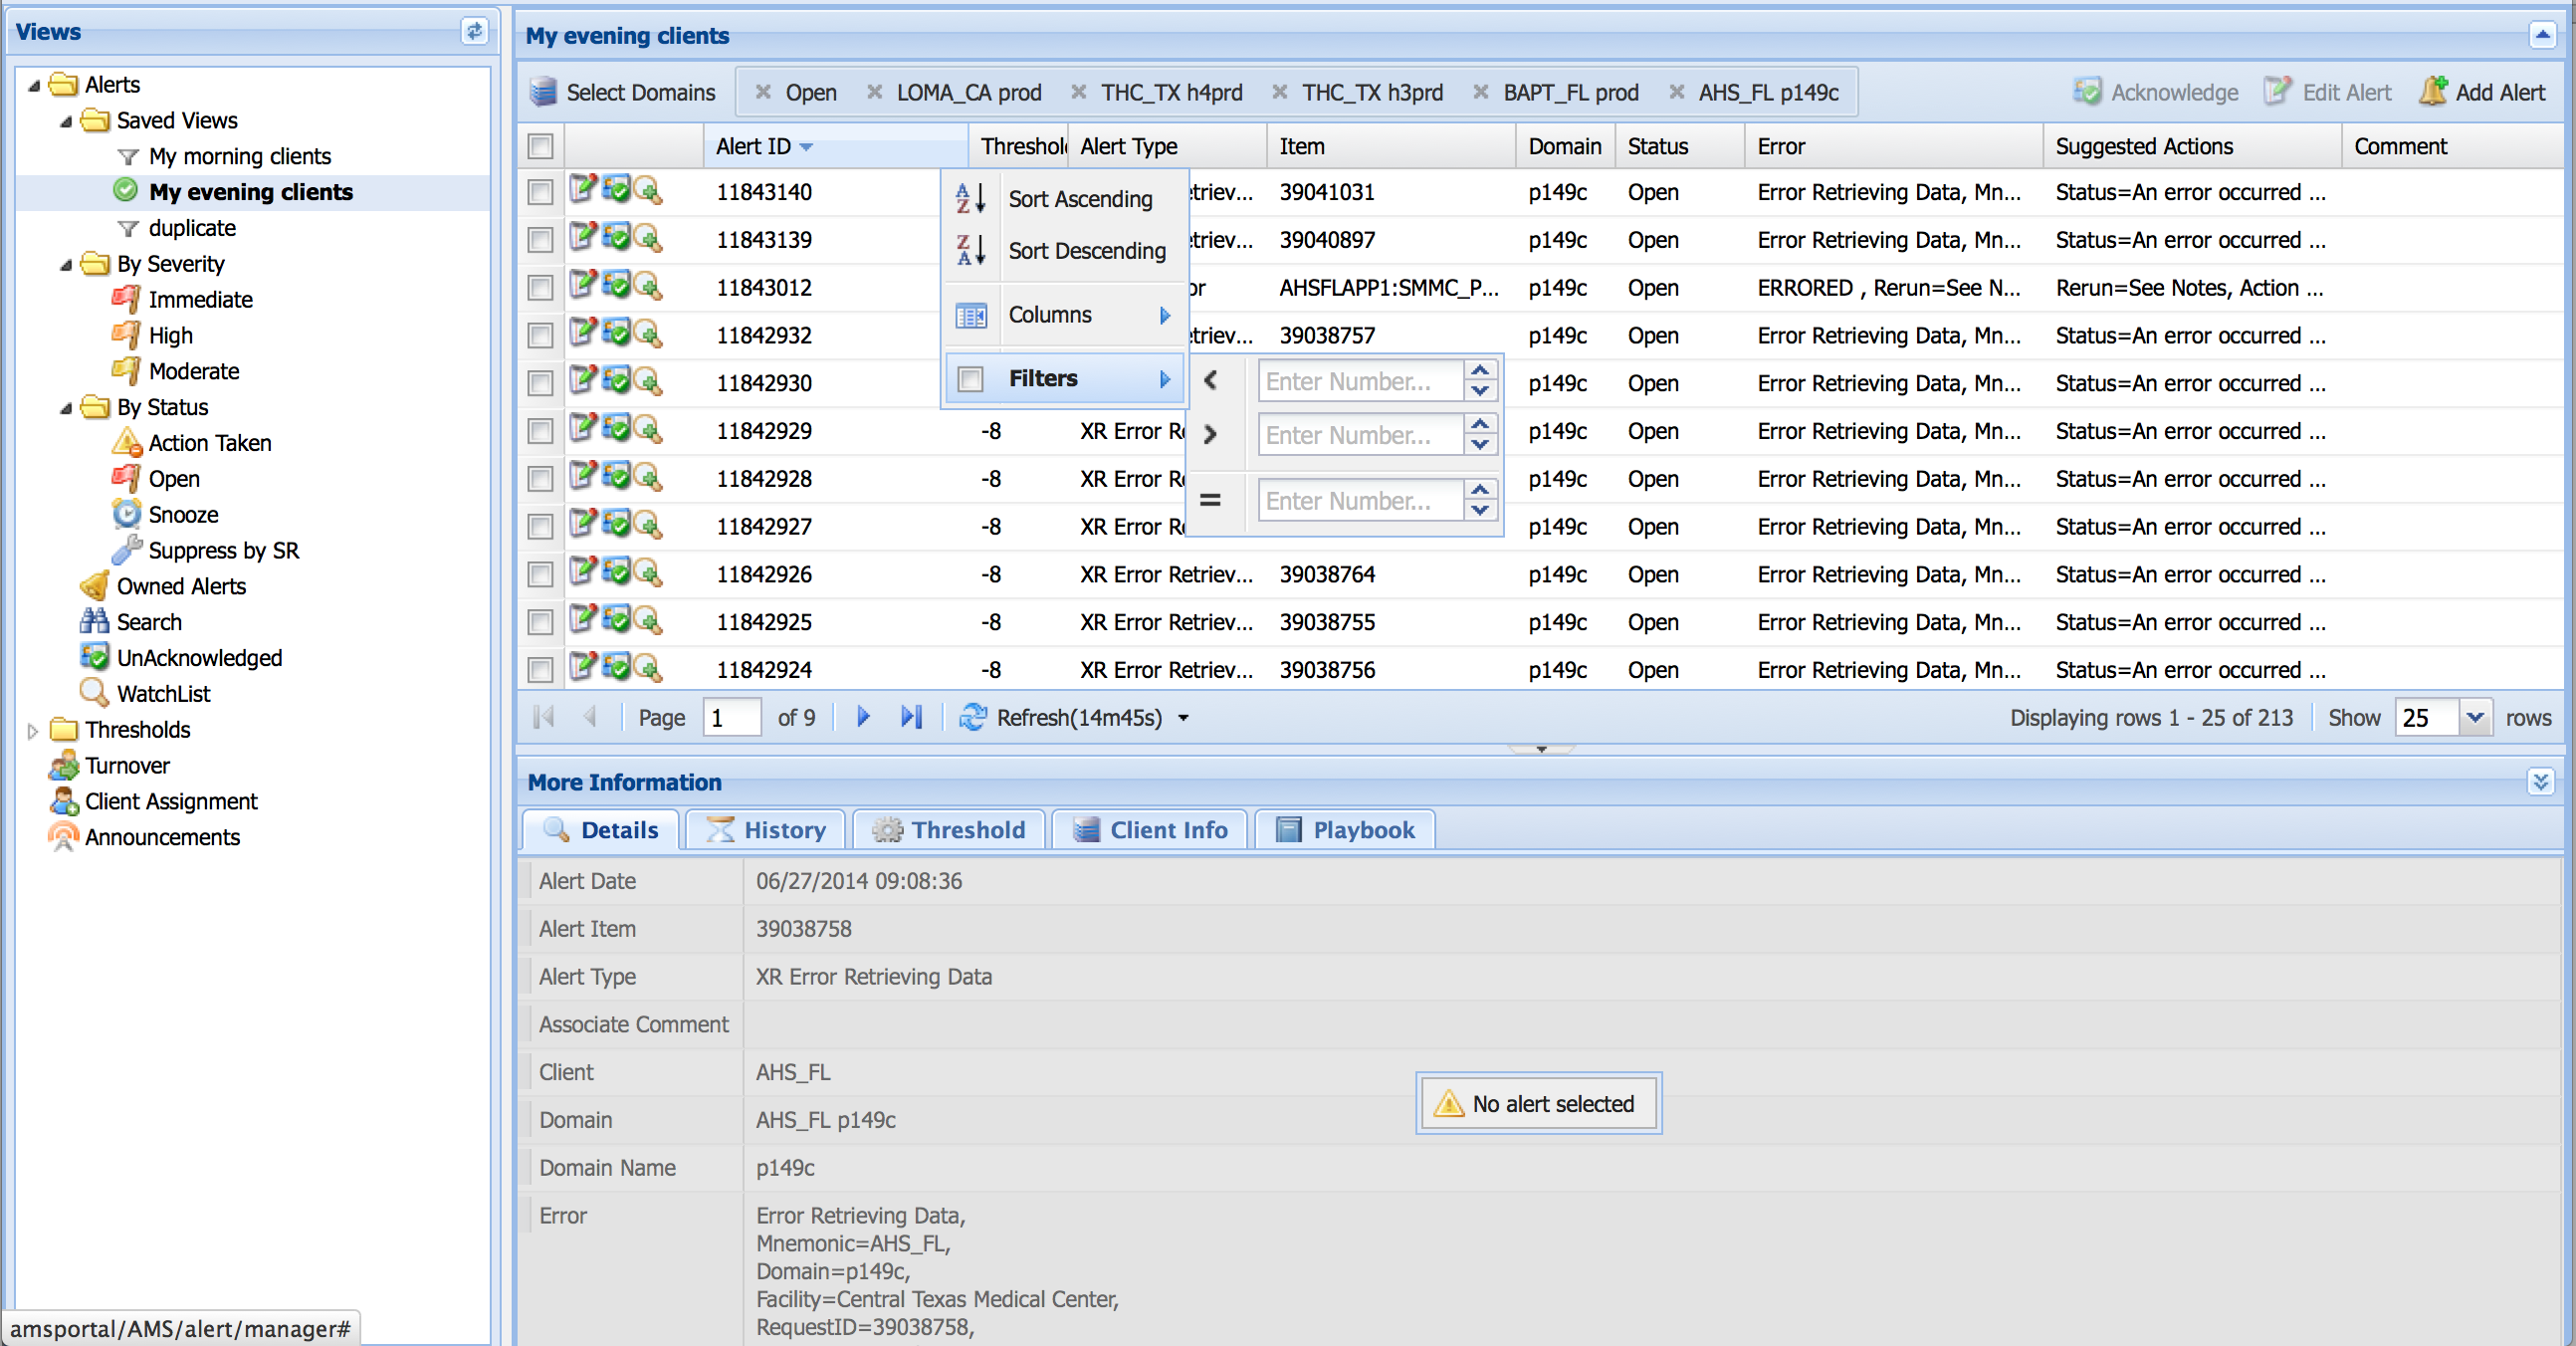 Views
Alerts
Saved Views
My morning clients
My evening clients
duplicate
By Severity
Immediate
High
Moderate
By Status
Action Taken
Open
Snooze
Suppress by SR
Owned Alerts
Search
UnAcknowledged
WatchList
Thresholds
Turnover
Client Assignment
Announcements
amsportal/AMS/alert/manager#
My evening clients
Select Domains Open LOMA_CA prod THC_TX h4prd THC_TX h3prd BAPT_FL prod AHS_FL p149c Acknowledge Edit Alert Add Alert
Alert ID Threshol Alert Type Item Domain Status Error Suggested Actions Comment
11843140 triev... 39041031 p149c Open Error Retrieving Data, Mn... Status=An error occurred ...
11843139 triev... 39040897 p149c Open Error Retrieving Data, Mn... Status=An error occurred ...
11843012 or AHSFLAPP1:SMMC_P... p149c Open ERRORED , Rerun=See N... Rerun=See Notes, Action ...
11842932 triev... 39038757 p149c Open Error Retrieving Data, Mn... Status=An error occurred ...
11842930 p149c Open Error Retrieving Data, Mn... Status=An error occurred ...
11842929 -8 XR Error R p149c Open Error Retrieving Data, Mn... Status=An error occurred ...
11842928 -8 XR Error R p149c Open Error Retrieving Data, Mn... Status=An error occurred ...
11842927 -8 XR Error R p149c Open Error Retrieving Data, Mn... Status=An error occurred ...
11842926 -8 XR Error Retriev... 39038764 p149c Open Error Retrieving Data, Mn... Status=An error occurred ...
11842925 -8 XR Error Retriev... 39038755 p149c Open Error Retrieving Data, Mn... Status=An error occurred ...
11842924 -8 XR Error Retriev... 39038756 p149c Open Error Retrieving Data, Mn... Status=An error occurred ...
Sort Ascending
Sort Descending
Columns
Filters
< Enter Number...
> Enter Number...
= Enter Number...
Page 1 of 9 Refresh(14m45s) Displaying rows 1 - 25 of 213 Show 25 rows
More Information
Details History Threshold Client Info Playbook
Alert Date 06/27/2014 09:08:36
Alert Item 39038758
Alert Type XR Error Retrieving Data
Associate Comment
Client AHS_FL
Domain AHS_FL p149c
Domain Name p149c
Error Error Retrieving Data,
Mnemonic=AHS_FL,
Domain=p149c,
Facility=Central Texas Medical Center,
RequestID=39038758,
No alert selected